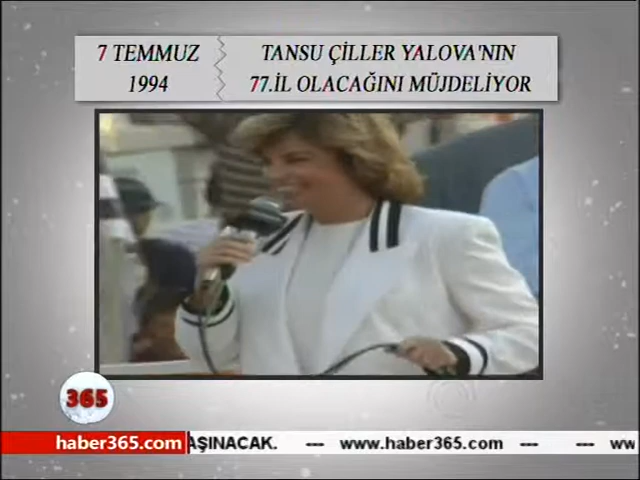 7 TEMMUZ
1994
TANSU ÇİLLER YALOVA'NIN
77.İL OLACAĞINI MÜJDELİYOR
365
haber365.com
AŞINACAK. --- www.haber365.com --- --- ww